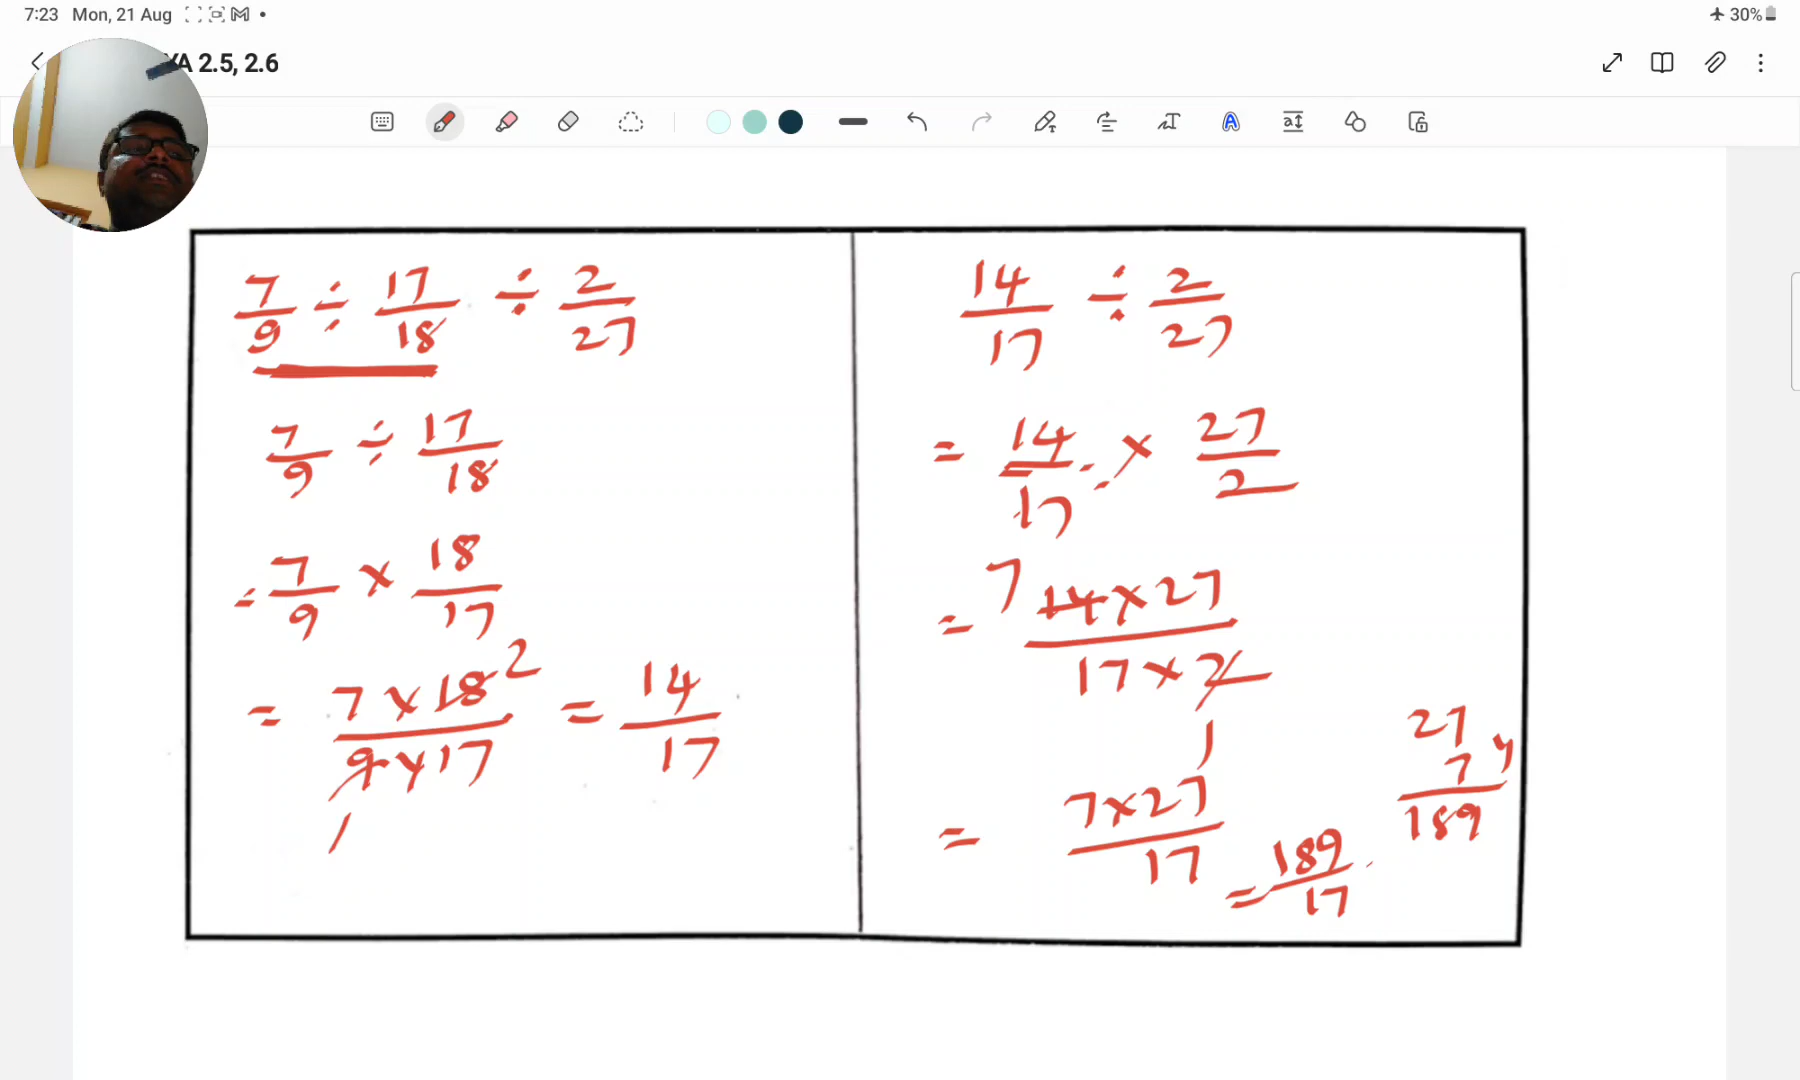 7:23 Mon, 21 Aug
30%
YA 2.5, 2.6
7/9 ÷ 17/18 ÷ 2/27
7/9 ÷ 17/18
= 7/9 × 18/17
= 7 × 18 2 / 9 × 17 1 = 14/17
14/17 ÷ 2/27
= 14/17 × 27/2
= 7 14 × 27 / 17 × 2 1
= 7 × 27 / 17 = 189/17
27
7 ×
189